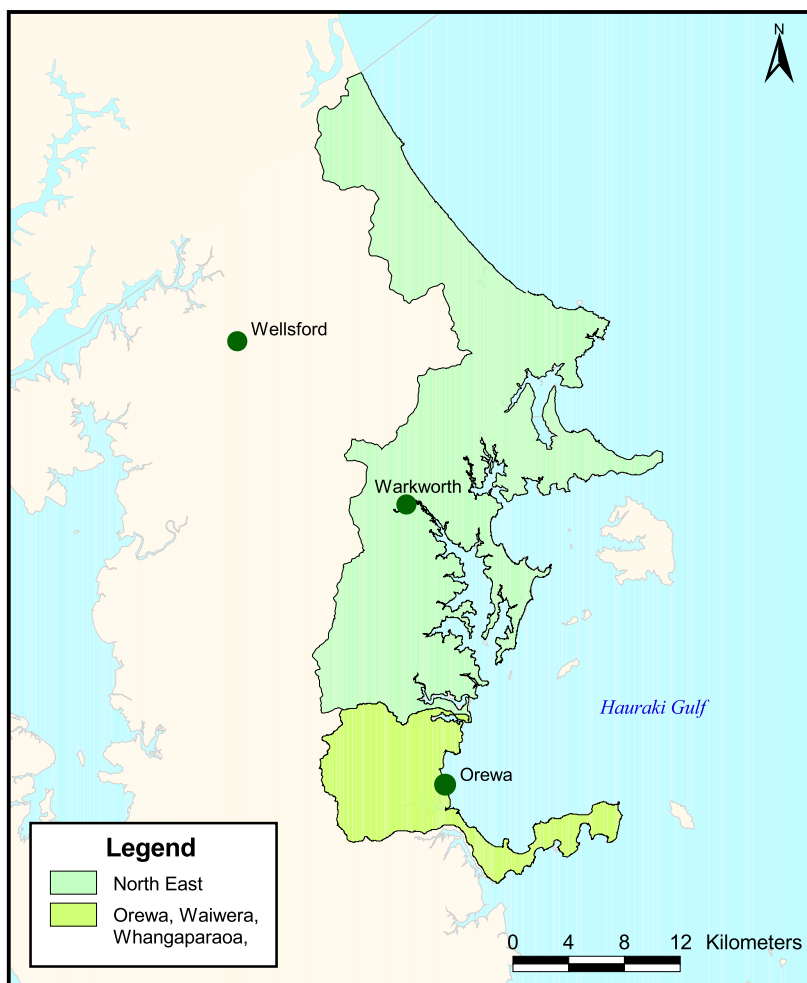 N
Wellsford
Warkworth
Hauraki Gulf
Orewa
Legend
North East
Orewa, Waiwera,
Whangaparaoa,
0 4 8 12 Kilometers